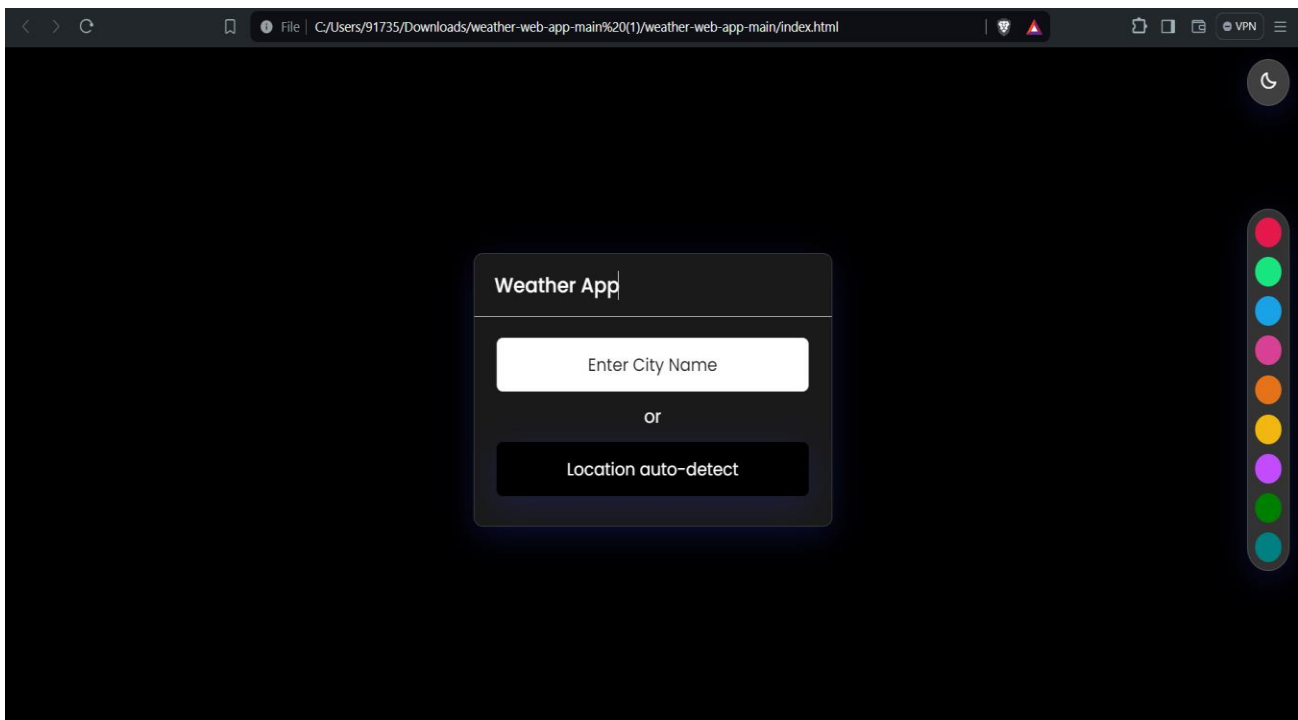 File C:/Users/91735/Downloads/weather-web-app-main%20(1)/weather-web-app-main/index.html VPN
Weather App
Enter City Name
or
Location auto-detect